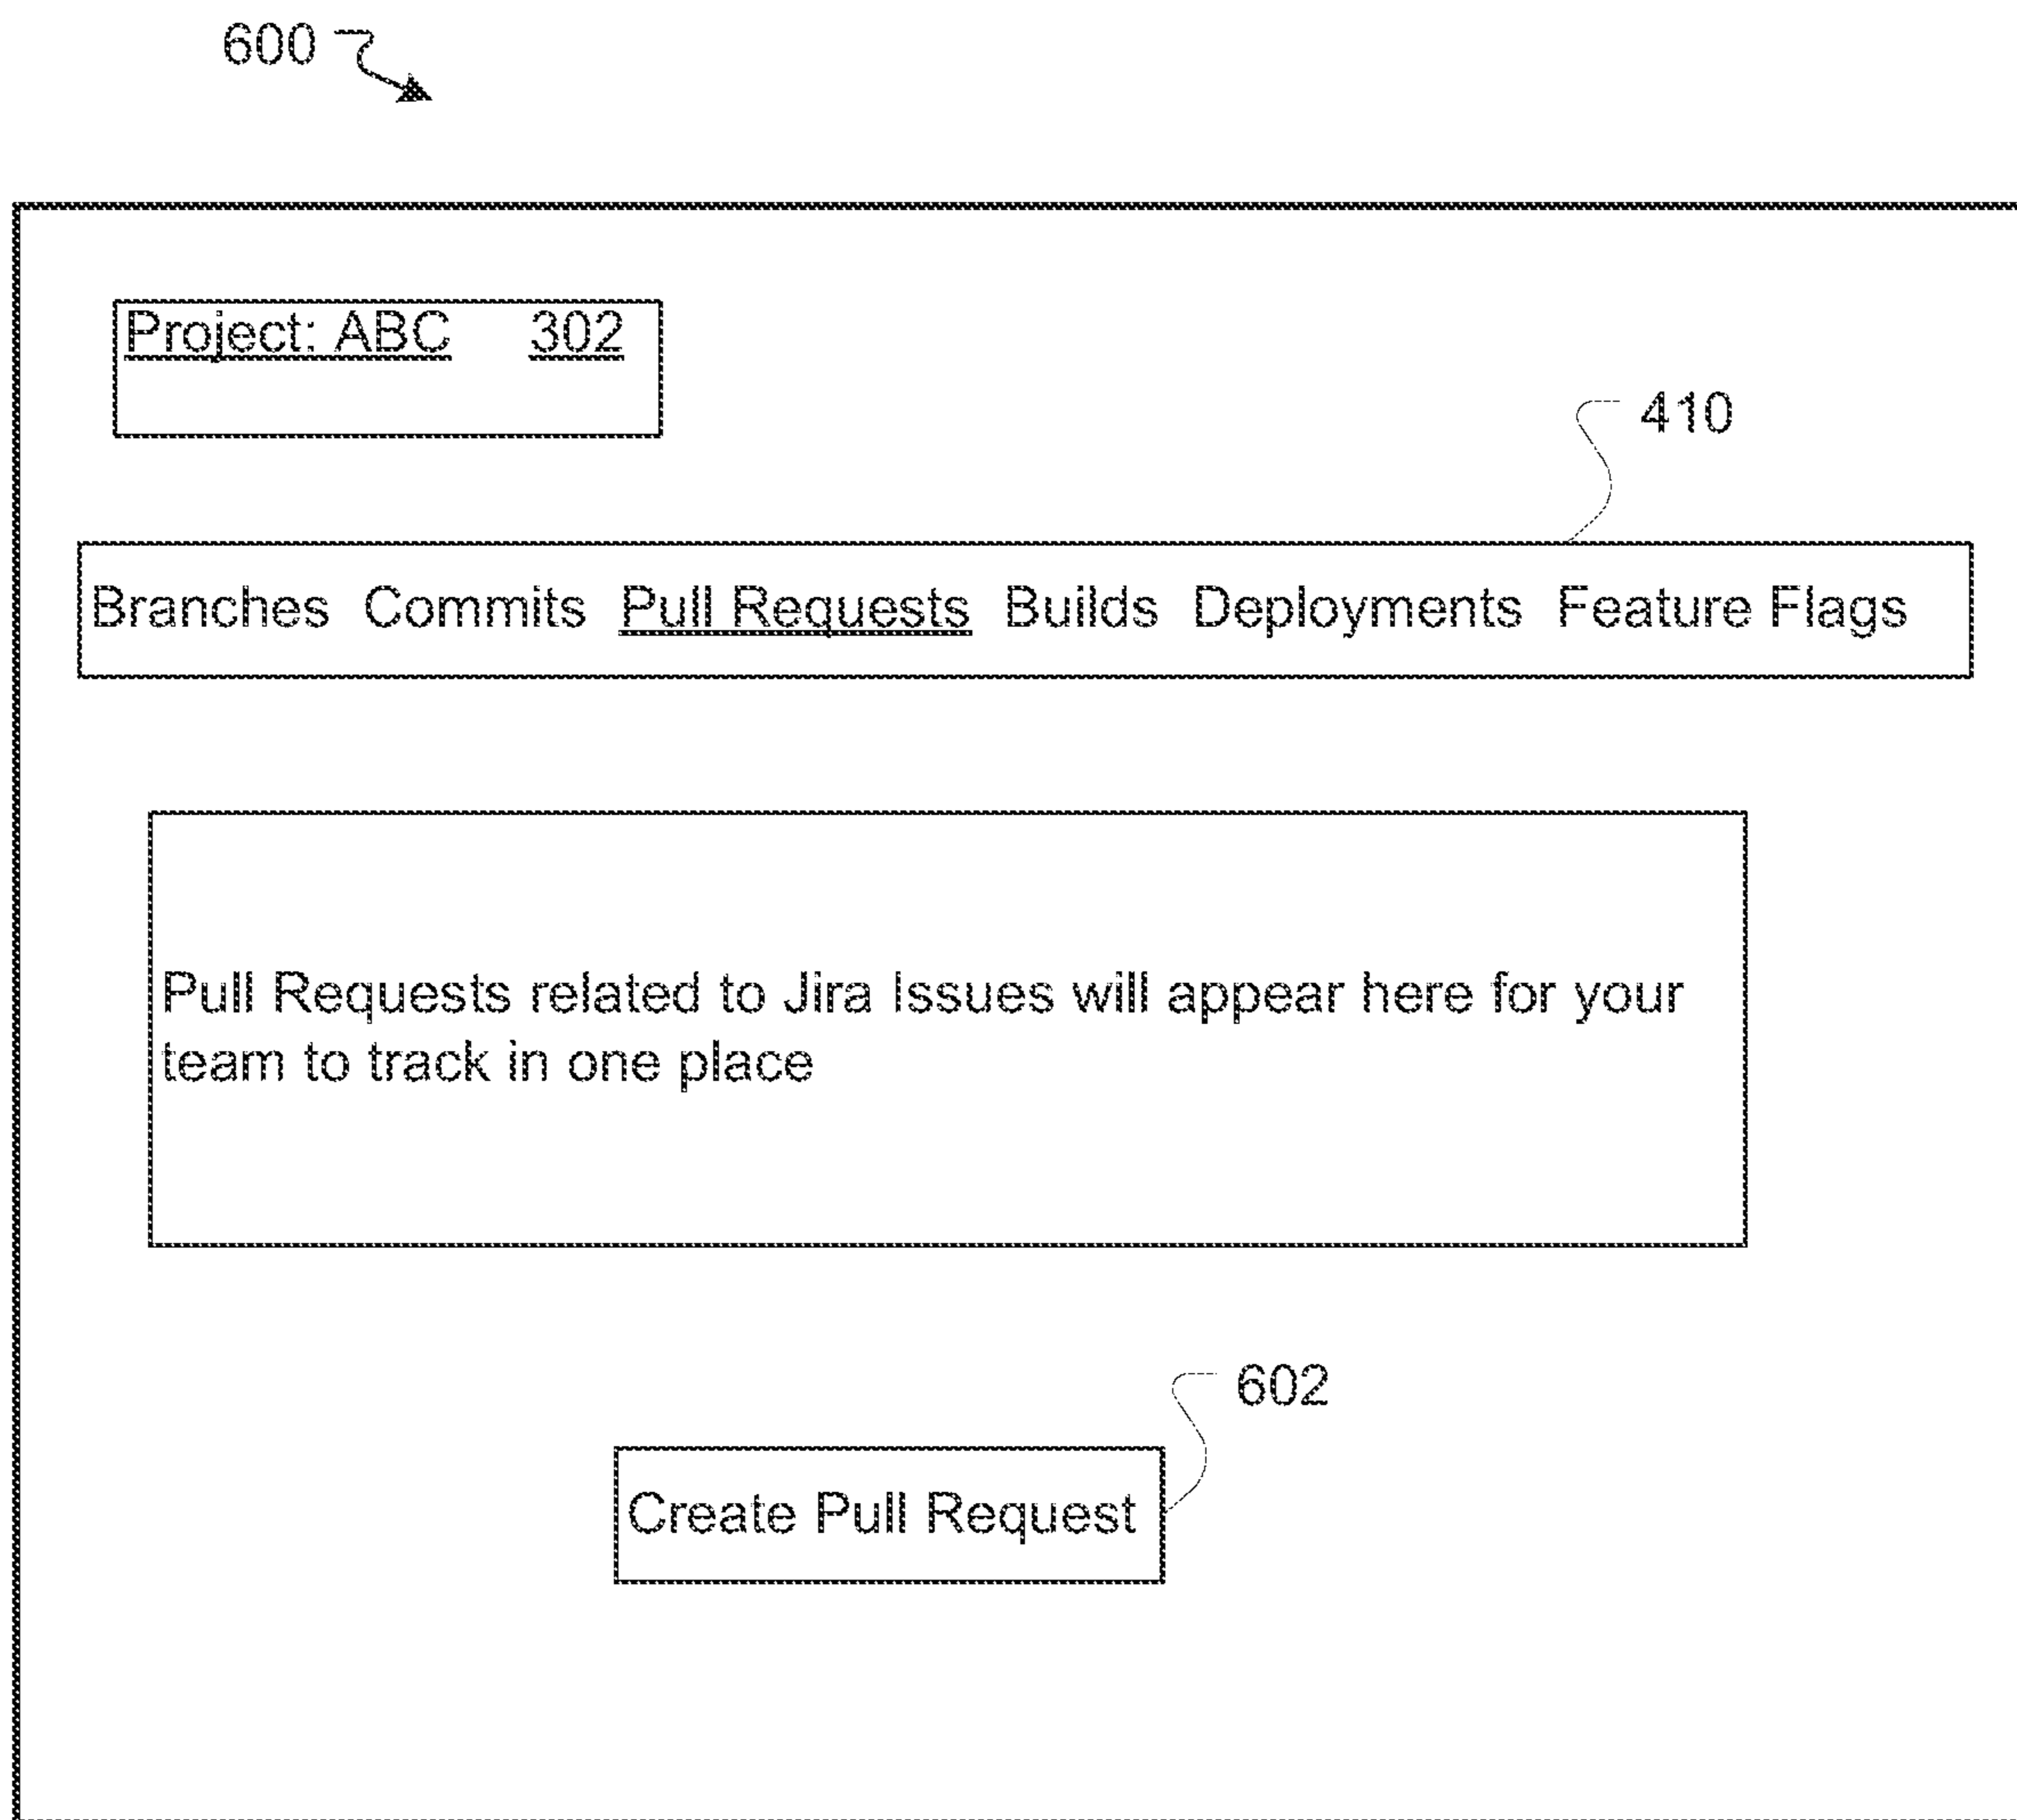 600
Project: ABC 302
410
Branches Commits Pull Requests Builds Deployments Feature Flags
Pull Requests related to Jira Issues will appear here for your
team to track in one place
602
Create Pull Request